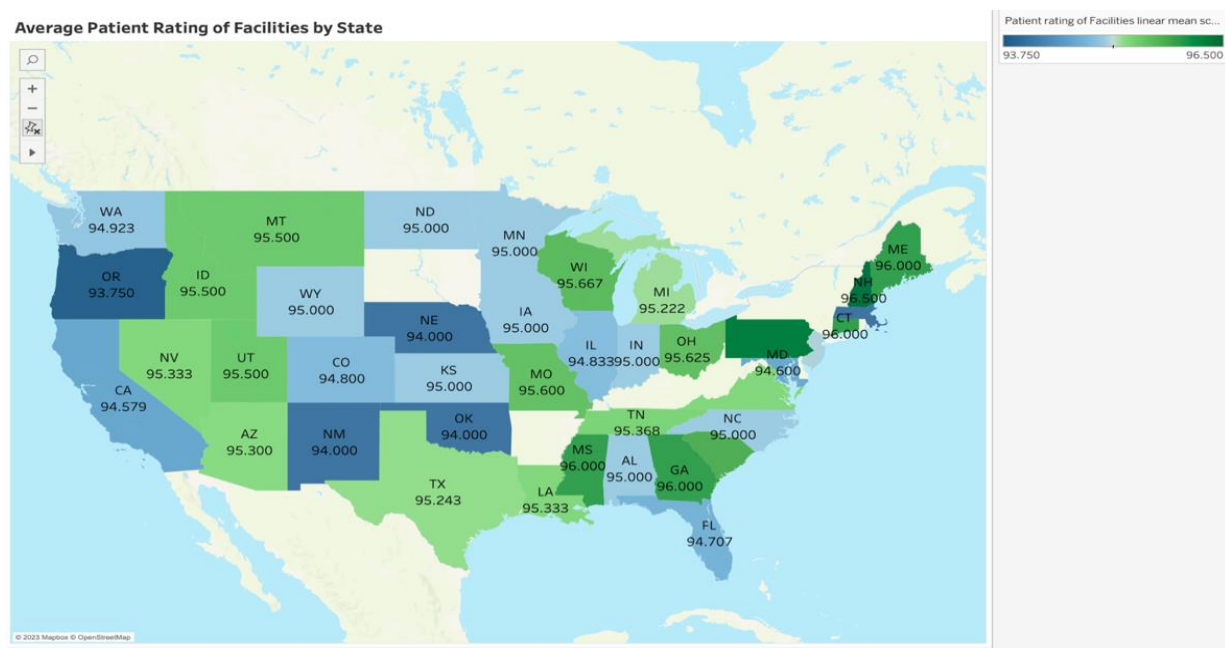 Average Patient Rating of Facilities by State
Patient rating of Facilities linear mean sc...
93.750 96.500
WA
94.923
MT
95.500
ND
95.000
MN
95.000
OR
93.750
ID
95.500
WY
95.000
WI
95.667
MI
95.222
ME
96.000
NH
96.500
CT
96.000
NE
94.000
IA
95.000
NV
95.333
UT
95.500
CO
94.800
KS
95.000
IL
94.833
IN
95.000
OH
95.625
MD
94.600
MO
95.600
CA
94.579
AZ
95.300
NM
94.000
OK
94.000
TN
95.368
NC
95.000
MS
96.000
AL
95.000
GA
96.000
TX
95.243
LA
95.333
FL
94.707
© 2023 Mapbox © OpenStreetMap